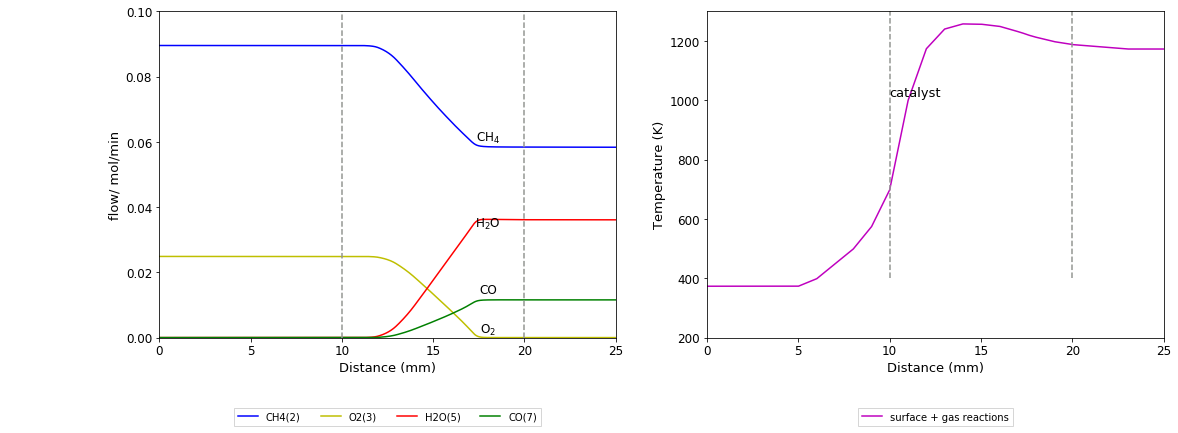 0.10
0.08
0.06
0.04
0.02
0.00
flow/ mol/min
CH₄
H₂O
CO
O₂
0 5 10 15 20 25
Distance (mm)
CH4(2) O2(3) H2O(5) CO(7)
1200
1000
800
600
400
200
Temperature (K)
catalyst
0 5 10 15 20 25
Distance (mm)
surface + gas reactions